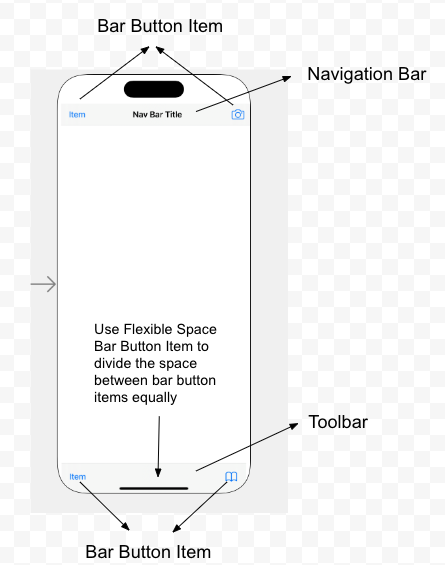 Bar Button Item
Navigation Bar
Item
Nav Bar Title
Use Flexible Space
Bar Button Item to
divide the space
between bar button
items equally
Toolbar
Item
Bar Button Item